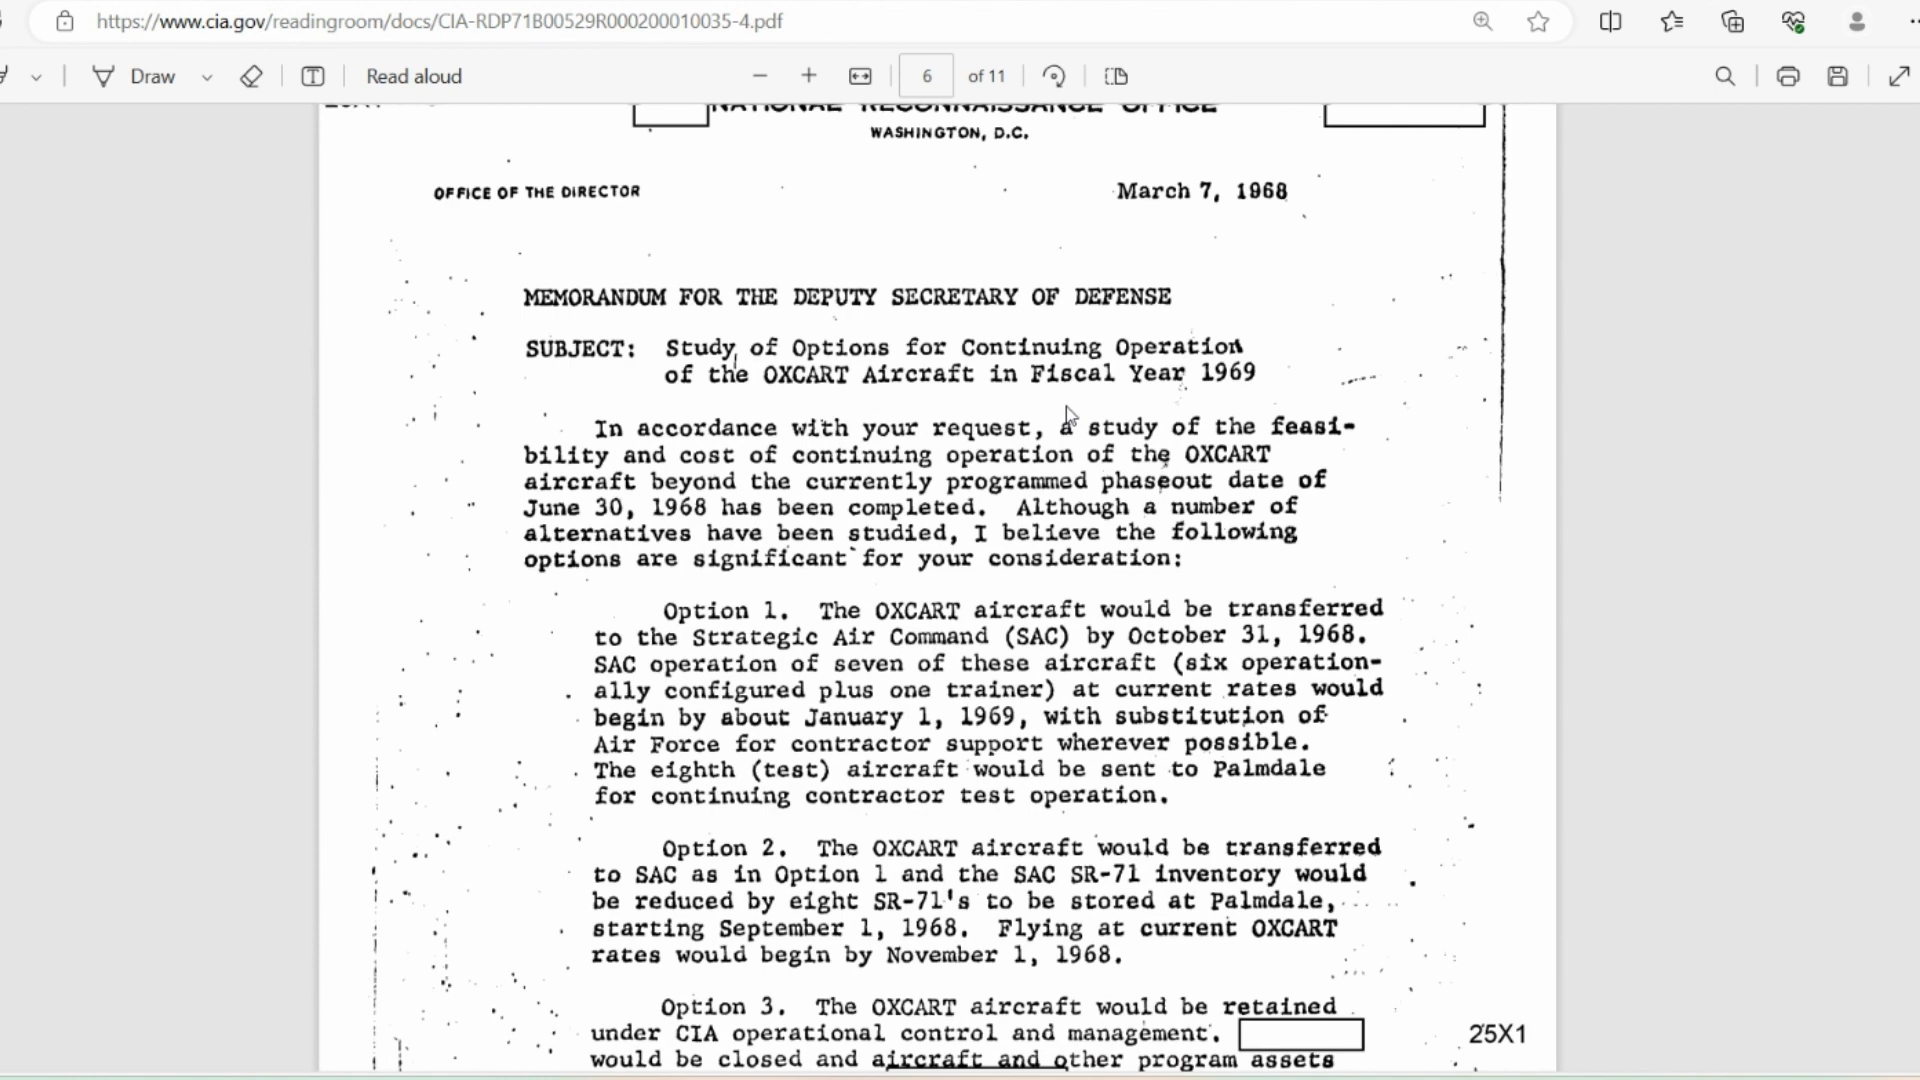 https://www.cia.gov/readingroom/docs/CIA-RDP71B00529R000200010035-4.pdf
Draw Read aloud 6 of 11
NATIONAL RECONNAISSANCE OFFICE
WASHINGTON, D.C.
OFFICE OF THE DIRECTOR March 7, 1968
MEMORANDUM FOR THE DEPUTY SECRETARY OF DEFENSE
SUBJECT: Study of Options for Continuing Operation
of the OXCART Aircraft in Fiscal Year 1969
In accordance with your request, a study of the feasi-
bility and cost of continuing operation of the OXCART
aircraft beyond the currently programmed phaseout date of
June 30, 1968 has been completed. Although a number of
alternatives have been studied, I believe the following
options are significant for your consideration:
Option 1. The OXCART aircraft would be transferred
to the Strategic Air Command (SAC) by October 31, 1968.
SAC operation of seven of these aircraft (six operation-
ally configured plus one trainer) at current rates would
begin by about January 1, 1969, with substitution of
Air Force for contractor support wherever possible.
The eighth (test) aircraft would be sent to Palmdale
for continuing contractor test operation.
Option 2. The OXCART aircraft would be transferred
to SAC as in Option 1 and the SAC SR-71 inventory would
be reduced by eight SR-71's to be stored at Palmdale,
starting September 1, 1968. Flying at current OXCART
rates would begin by November 1, 1968.
Option 3. The OXCART aircraft would be retained
under CIA operational control and management. 25X1
would be closed and aircraft and other program assets